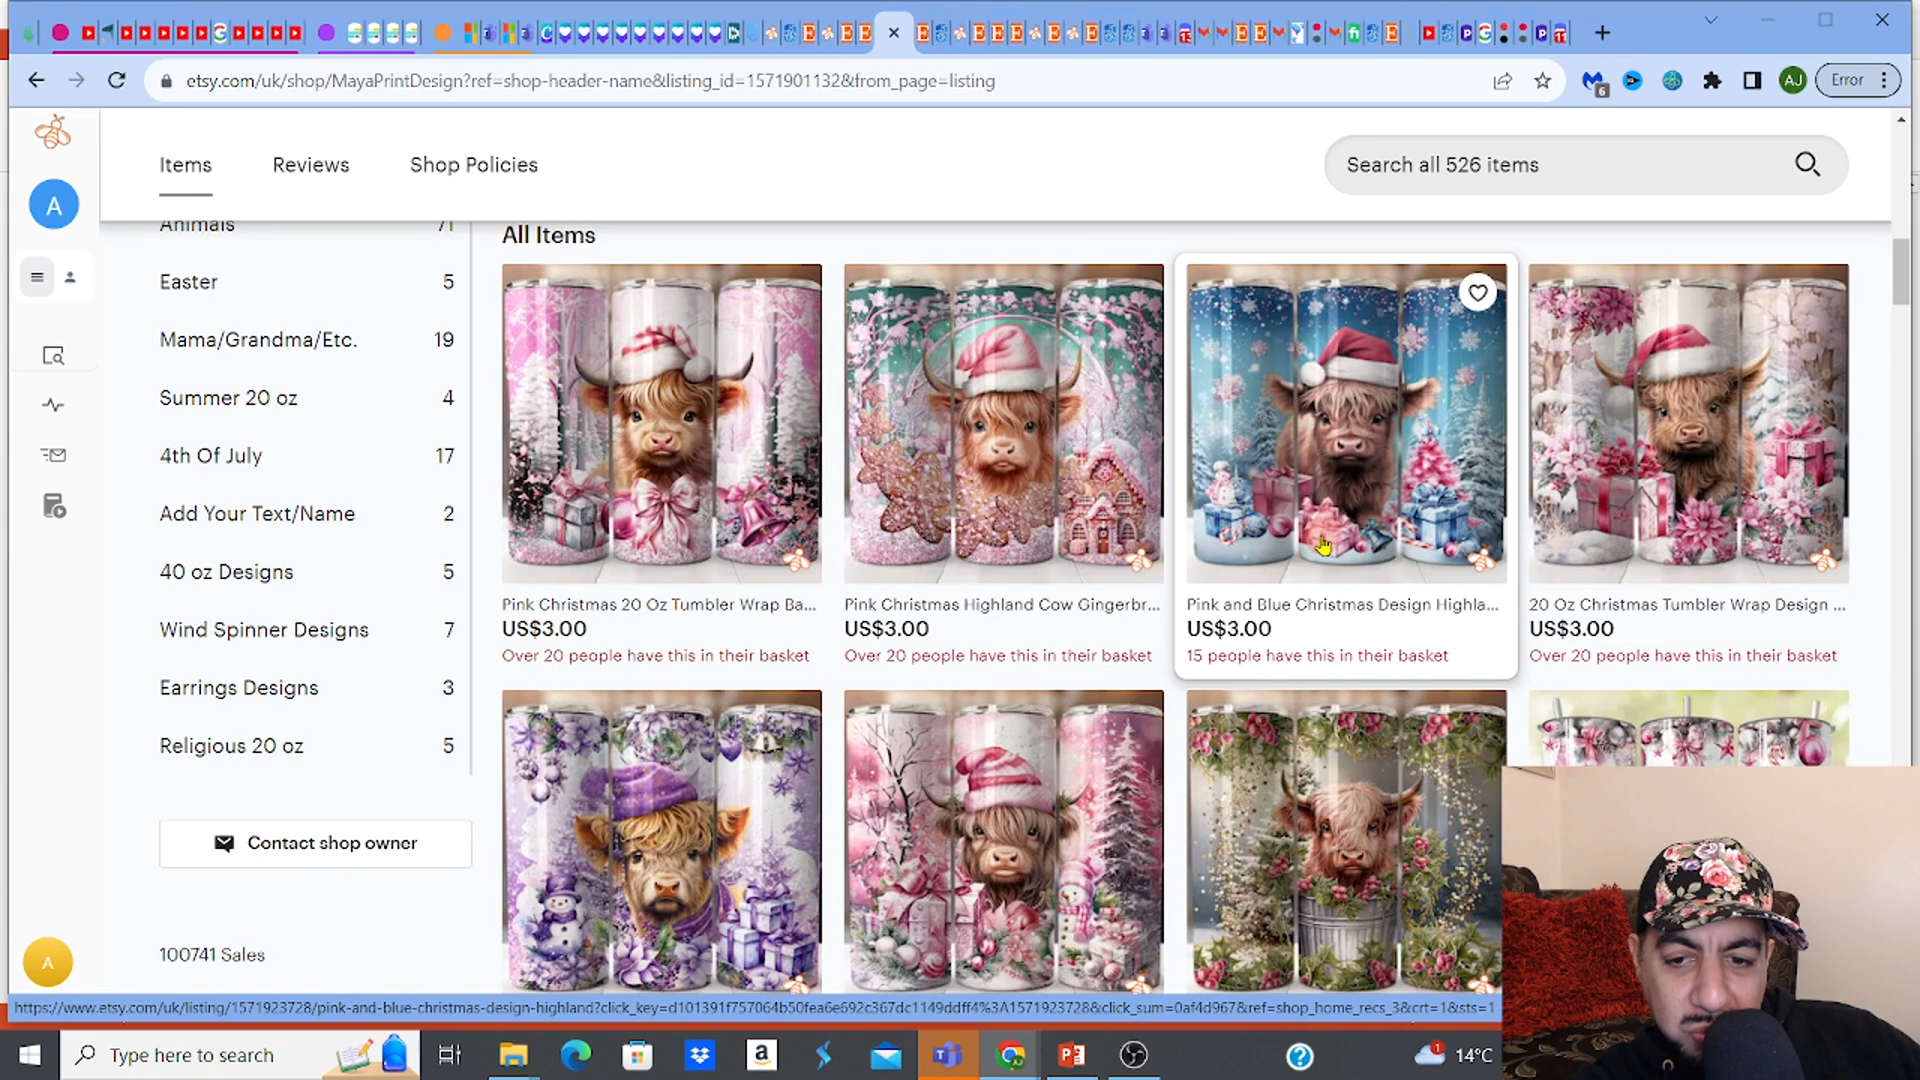 etsy.com/uk/shop/MayaPrintDesign?ref=shop-header-name&listing_id=1571901132&from_page=listing
6
AJ
Error
A
Items
Reviews
Shop Policies
Search all 526 items
Animals 71
Easter 5
Mama/Grandma/Etc. 19
Summer 20 oz 4
4th Of July 17
Add Your Text/Name 2
40 oz Designs 5
Wind Spinner Designs 7
Earrings Designs 3
Religious 20 oz 5
Contact shop owner
100741 Sales
A
All Items
Pink Christmas 20 Oz Tumbler Wrap Ba...
US$3.00
Over 20 people have this in their basket
Pink Christmas Highland Cow Gingerbr...
US$3.00
Over 20 people have this in their basket
Pink and Blue Christmas Design Highla...
US$3.00
15 people have this in their basket
20 Oz Christmas Tumbler Wrap Design ...
US$3.00
Over 20 people have this in their basket
https://www.etsy.com/uk/listing/1571923728/pink-and-blue-christmas-design-highland?click_key=d101391f757064b50fea6e692c367dc1149ddff4%3A1571923728&click_sum=0af4d967&ref=shop_home_recs_3&crt=1&sts=1
Type here to search
1
14°C